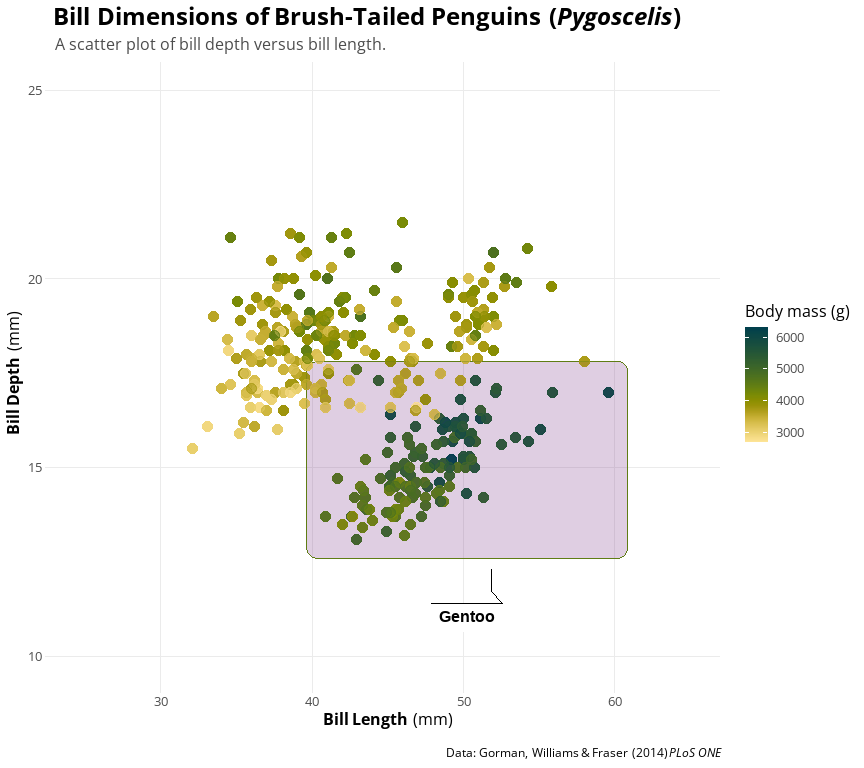 Bill Dimensions of Brush-Tailed Penguins (Pygoscelis)
A scatter plot of bill depth versus bill length.
25
20
15
10
Bill Depth (mm)
Gentoo
30 40 50 60
Bill Length (mm)
Body mass (g)
6000
5000
4000
3000
Data: Gorman, Williams & Fraser (2014) PLoS ONE